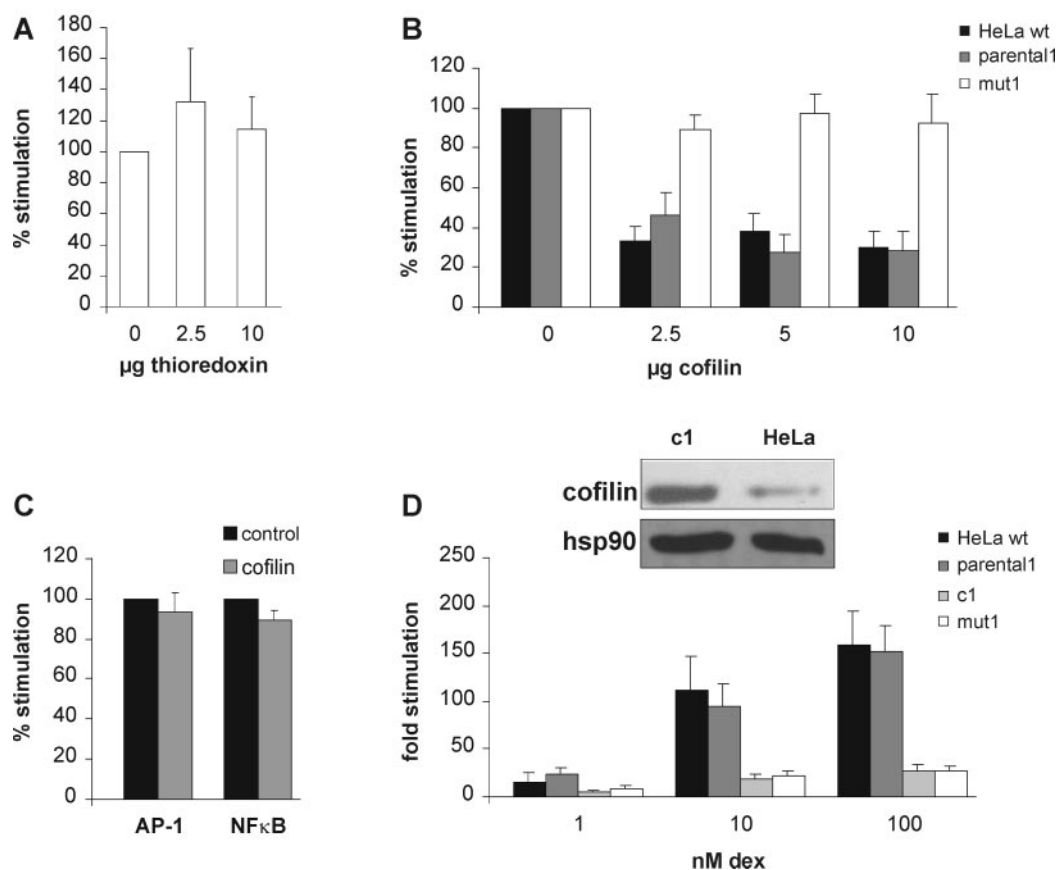 A
% stimulation
180
160
140
120
100
80
60
40
20
0
0 2.5 10
µg thioredoxin
B
HeLa wt
parental1
mut1
% stimulation
120
100
80
60
40
20
0
0 2.5 5 10
µg cofilin
C
control
cofilin
% stimulation
120
100
80
60
40
20
0
AP-1 NFκB
D
c1 HeLa
cofilin
hsp90
HeLa wt
parental1
c1
mut1
fold stimulation
250
200
150
100
50
0
1 10 100
nM dex